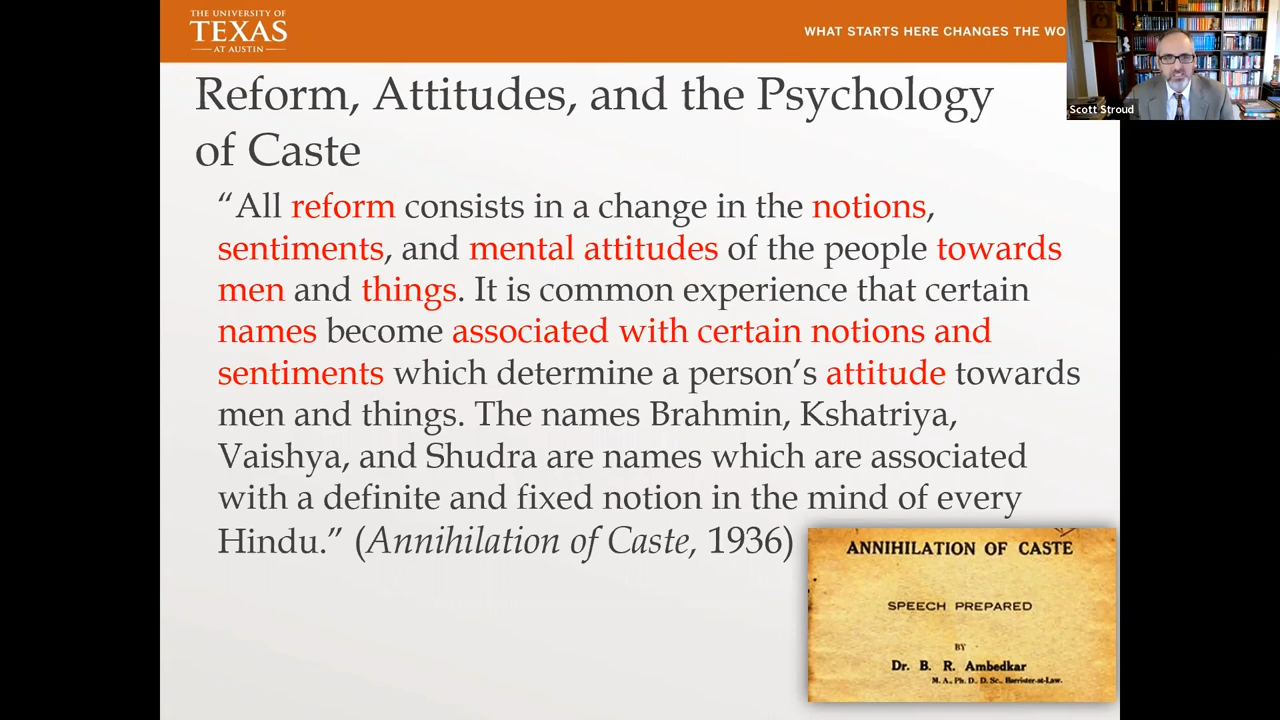 THE UNIVERSITY OF
TEXAS
AT AUSTIN
WHAT STARTS HERE CHANGES THE WO
Scott Stroud
Reform, Attitudes, and the Psychology
of Caste
“All reform consists in a change in the notions,
sentiments, and mental attitudes of the people towards
men and things. It is common experience that certain
names become associated with certain notions and
sentiments which determine a person’s attitude towards
men and things. The names Brahmin, Kshatriya,
Vaishya, and Shudra are names which are associated
with a definite and fixed notion in the mind of every
Hindu.” (Annihilation of Caste, 1936)
ANNIHILATION OF CASTE
SPEECH PREPARED
BY
Dr. B. R. Ambedkar
M. A., Ph. D., D. Sc., Barrister-at-Law.